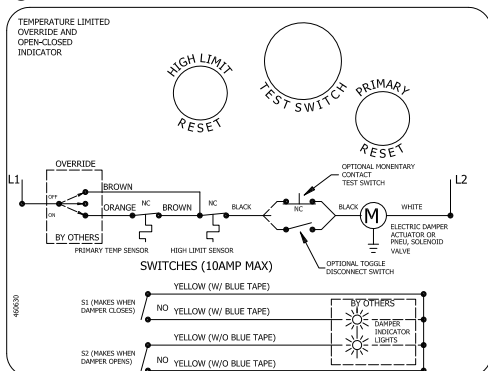 TEMPERATURE LIMITED
OVERRIDE AND
OPEN-CLOSED
INDICATOR
HIGH LIMIT
RESET
TEST SWITCH
PRIMARY
RESET
OVERRIDE
L1
OFF
ON
BY OTHERS
BROWN
ORANGE
NC
BROWN
NC
BLACK
PRIMARY TEMP SENSOR
HIGH LIMIT SENSOR
OPTIONAL MONENTARY
CONTACT
TEST SWITCH
NC
BLACK
M
WHITE
L2
ELECTRIC DAMPER
ACTUATOR OR
PNEU, SOLENOID
VALVE
OPTIONAL TOGGLE
DISCONNECT SWITCH
SWITCHES (10AMP MAX)
YELLOW (W/ BLUE TAPE)
S1 (MAKES WHEN
DAMPER CLOSES)
NO YELLOW (W/ BLUE TAPE)
YELLOW (W/O BLUE TAPE)
S2 (MAKES WHEN
DAMPER OPENS)
NO YELLOW (W/O BLUE TAPE)
BY OTHERS
DAMPER
INDICATOR
LIGHTS
460630